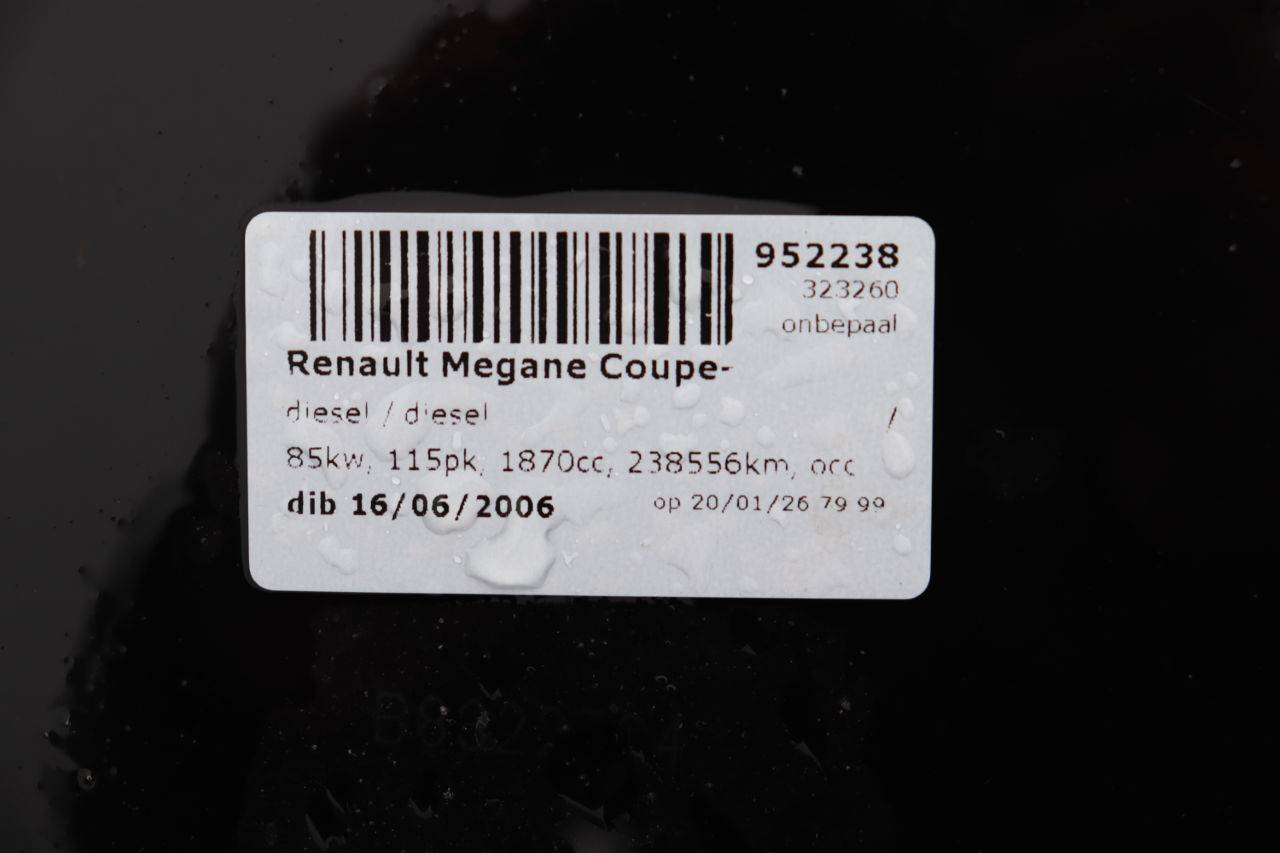 952238
323260
onbepaal
Renault Megane Coupe-
diesel / diesel /
85kw, 115pk, 1870cc, 238556km, occ
dib 16/06/2006 op 20/01/26 79 99